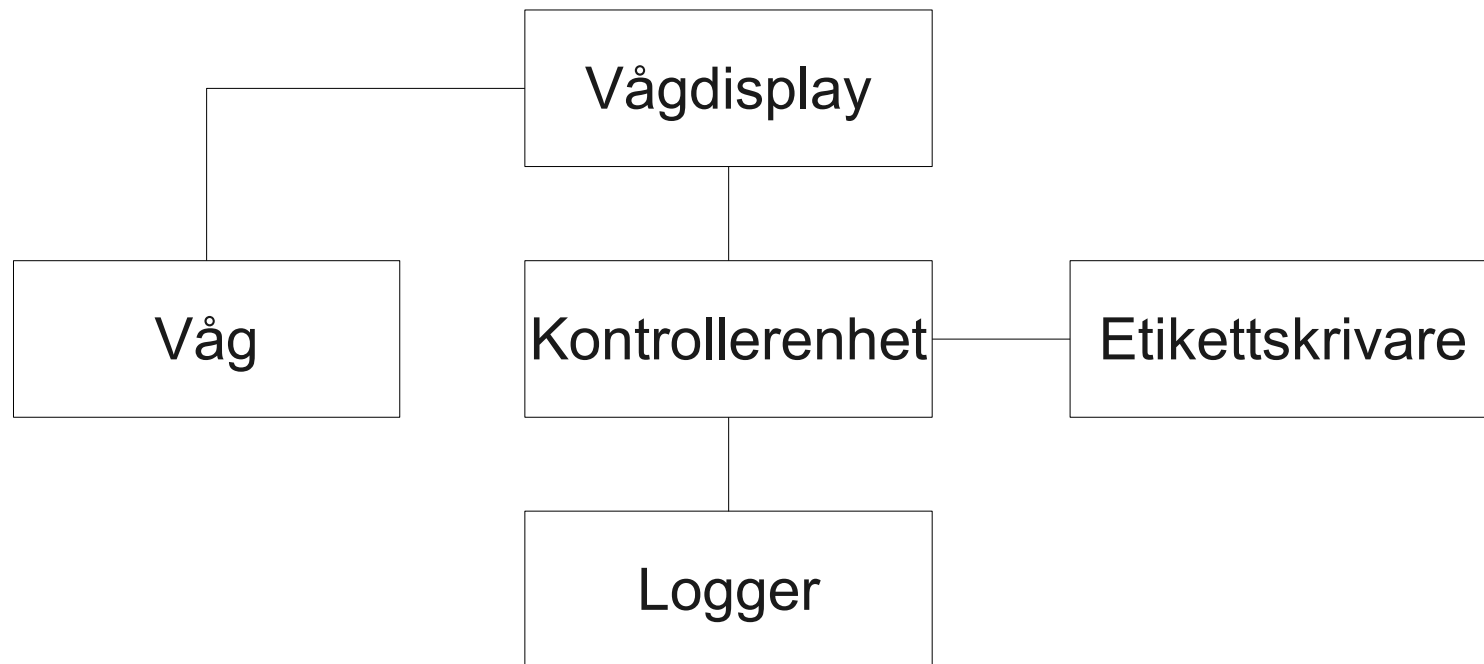 Vågdisplay
Våg
Kontrollerenhet
Etikettskrivare
Logger